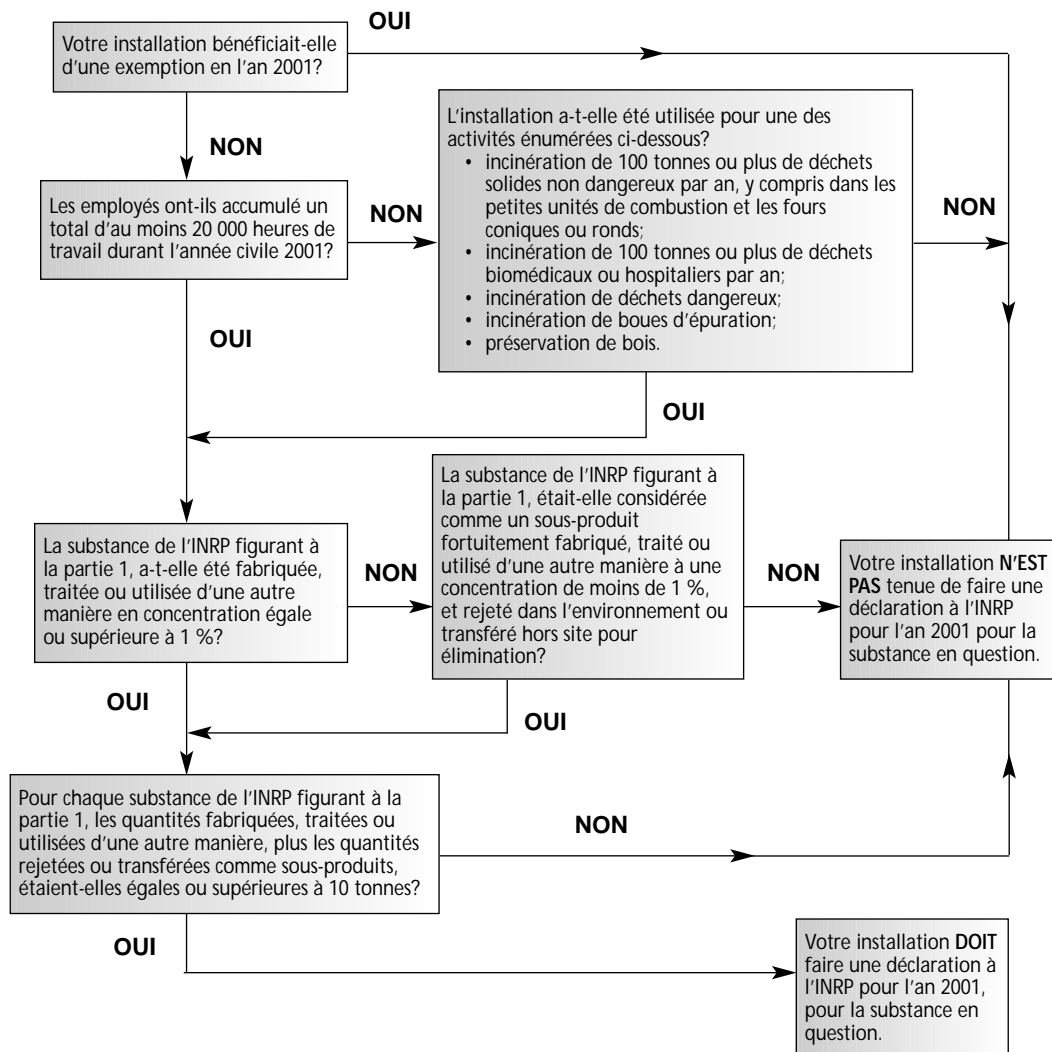 OUI
Votre installation bénéficiait-elle
d'une exemption en l'an 2001?
NON
L'installation a-t-elle été utilisée pour une des
activités énumérées ci-dessous?
• incinération de 100 tonnes ou plus de déchets
solides non dangereux par an, y compris dans les
petites unités de combustion et les fours
coniques ou ronds;
• incinération de 100 tonnes ou plus de déchets
biomédicaux ou hospitaliers par an;
• incinération de déchets dangereux;
• incinération de boues d'épuration;
• préservation de bois.
NON
Les employés ont-ils accumulé un
total d'au moins 20 000 heures de
travail durant l'année civile 2001?
NON
OUI
OUI
La substance de l'INRP figurant à
la partie 1, a-t-elle été fabriquée,
traitée ou utilisée d'une autre
manière en concentration égale
ou supérieure à 1 %?
NON
La substance de l'INRP figurant à
la partie 1, était-elle considérée
comme un sous-produit
fortuitement fabriqué, traité ou
utilisé d'une autre manière à une
concentration de moins de 1 %,
et rejeté dans l'environnement ou
transféré hors site pour
élimination?
NON
Votre installation N'EST
PAS tenue de faire une
déclaration à l'INRP
pour l'an 2001 pour la
substance en question.
OUI
OUI
Pour chaque substance de l'INRP figurant à la
partie 1, les quantités fabriquées, traitées ou
utilisées d'une autre manière, plus les quantités
rejetées ou transférées comme sous-produits,
étaient-elles égales ou supérieures à 10 tonnes?
NON
OUI
Votre installation DOIT
faire une déclaration à
l'INRP pour l'an 2001,
pour la substance en
question.